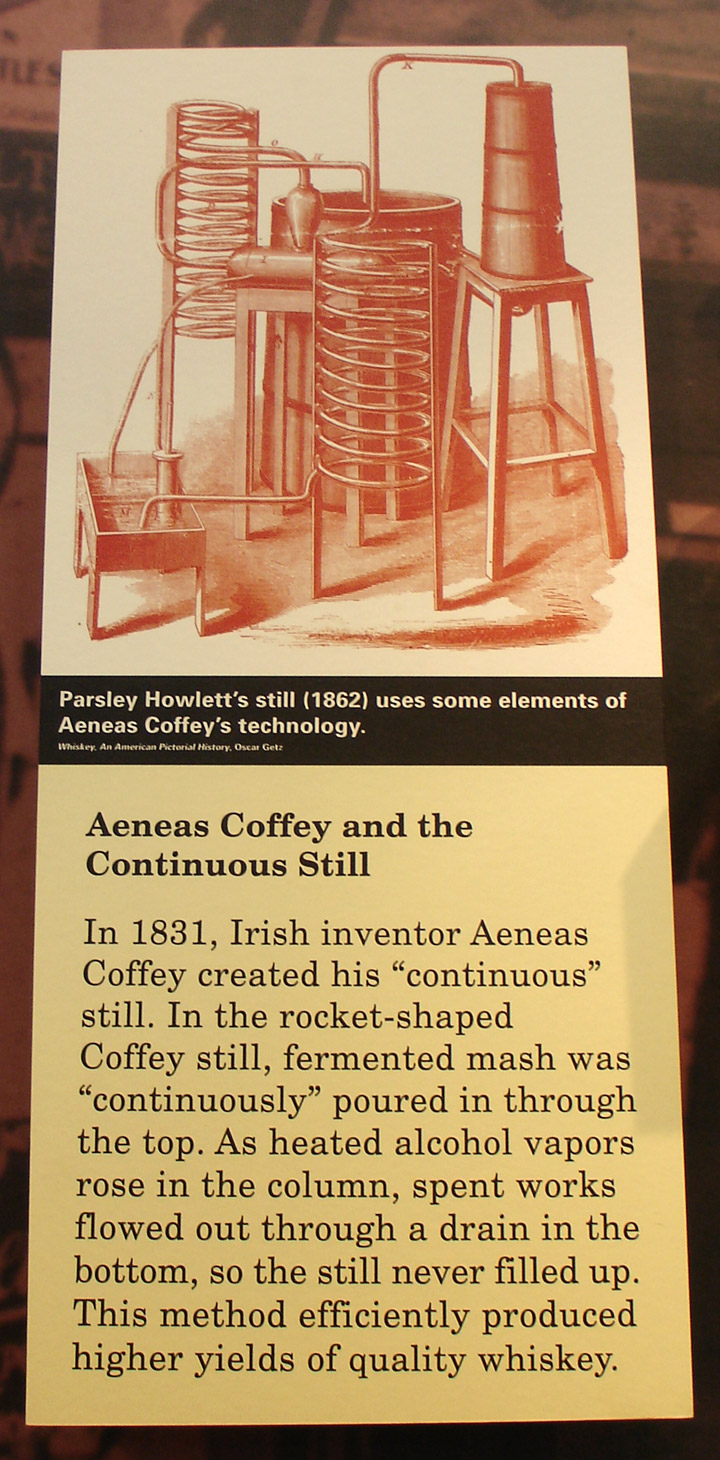 TLES
K
Parsley Howlett's still (1862) uses some elements of
Aeneas Coffey's technology.
Whiskey, An American Pictorial History, Oscar Getz
Aeneas Coffey and the
Continuous Still
In 1831, Irish inventor Aeneas
Coffey created his “continuous”
still. In the rocket-shaped
Coffey still, fermented mash was
“continuously” poured in through
the top. As heated alcohol vapors
rose in the column, spent works
flowed out through a drain in the
bottom, so the still never filled up.
This method efficiently produced
higher yields of quality whiskey.